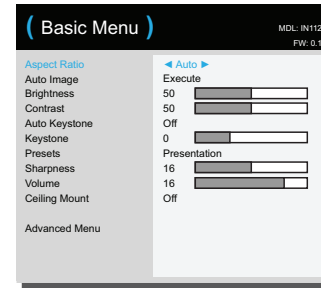 ( Basic Menu )
MDL: IN112
FW: 0.1
Aspect Ratio ◄ Auto ►
Auto Image Execute
Brightness 50
Contrast 50
Auto Keystone Off
Keystone 0
Presets Presentation
Sharpness 16
Volume 16
Ceiling Mount Off
Advanced Menu